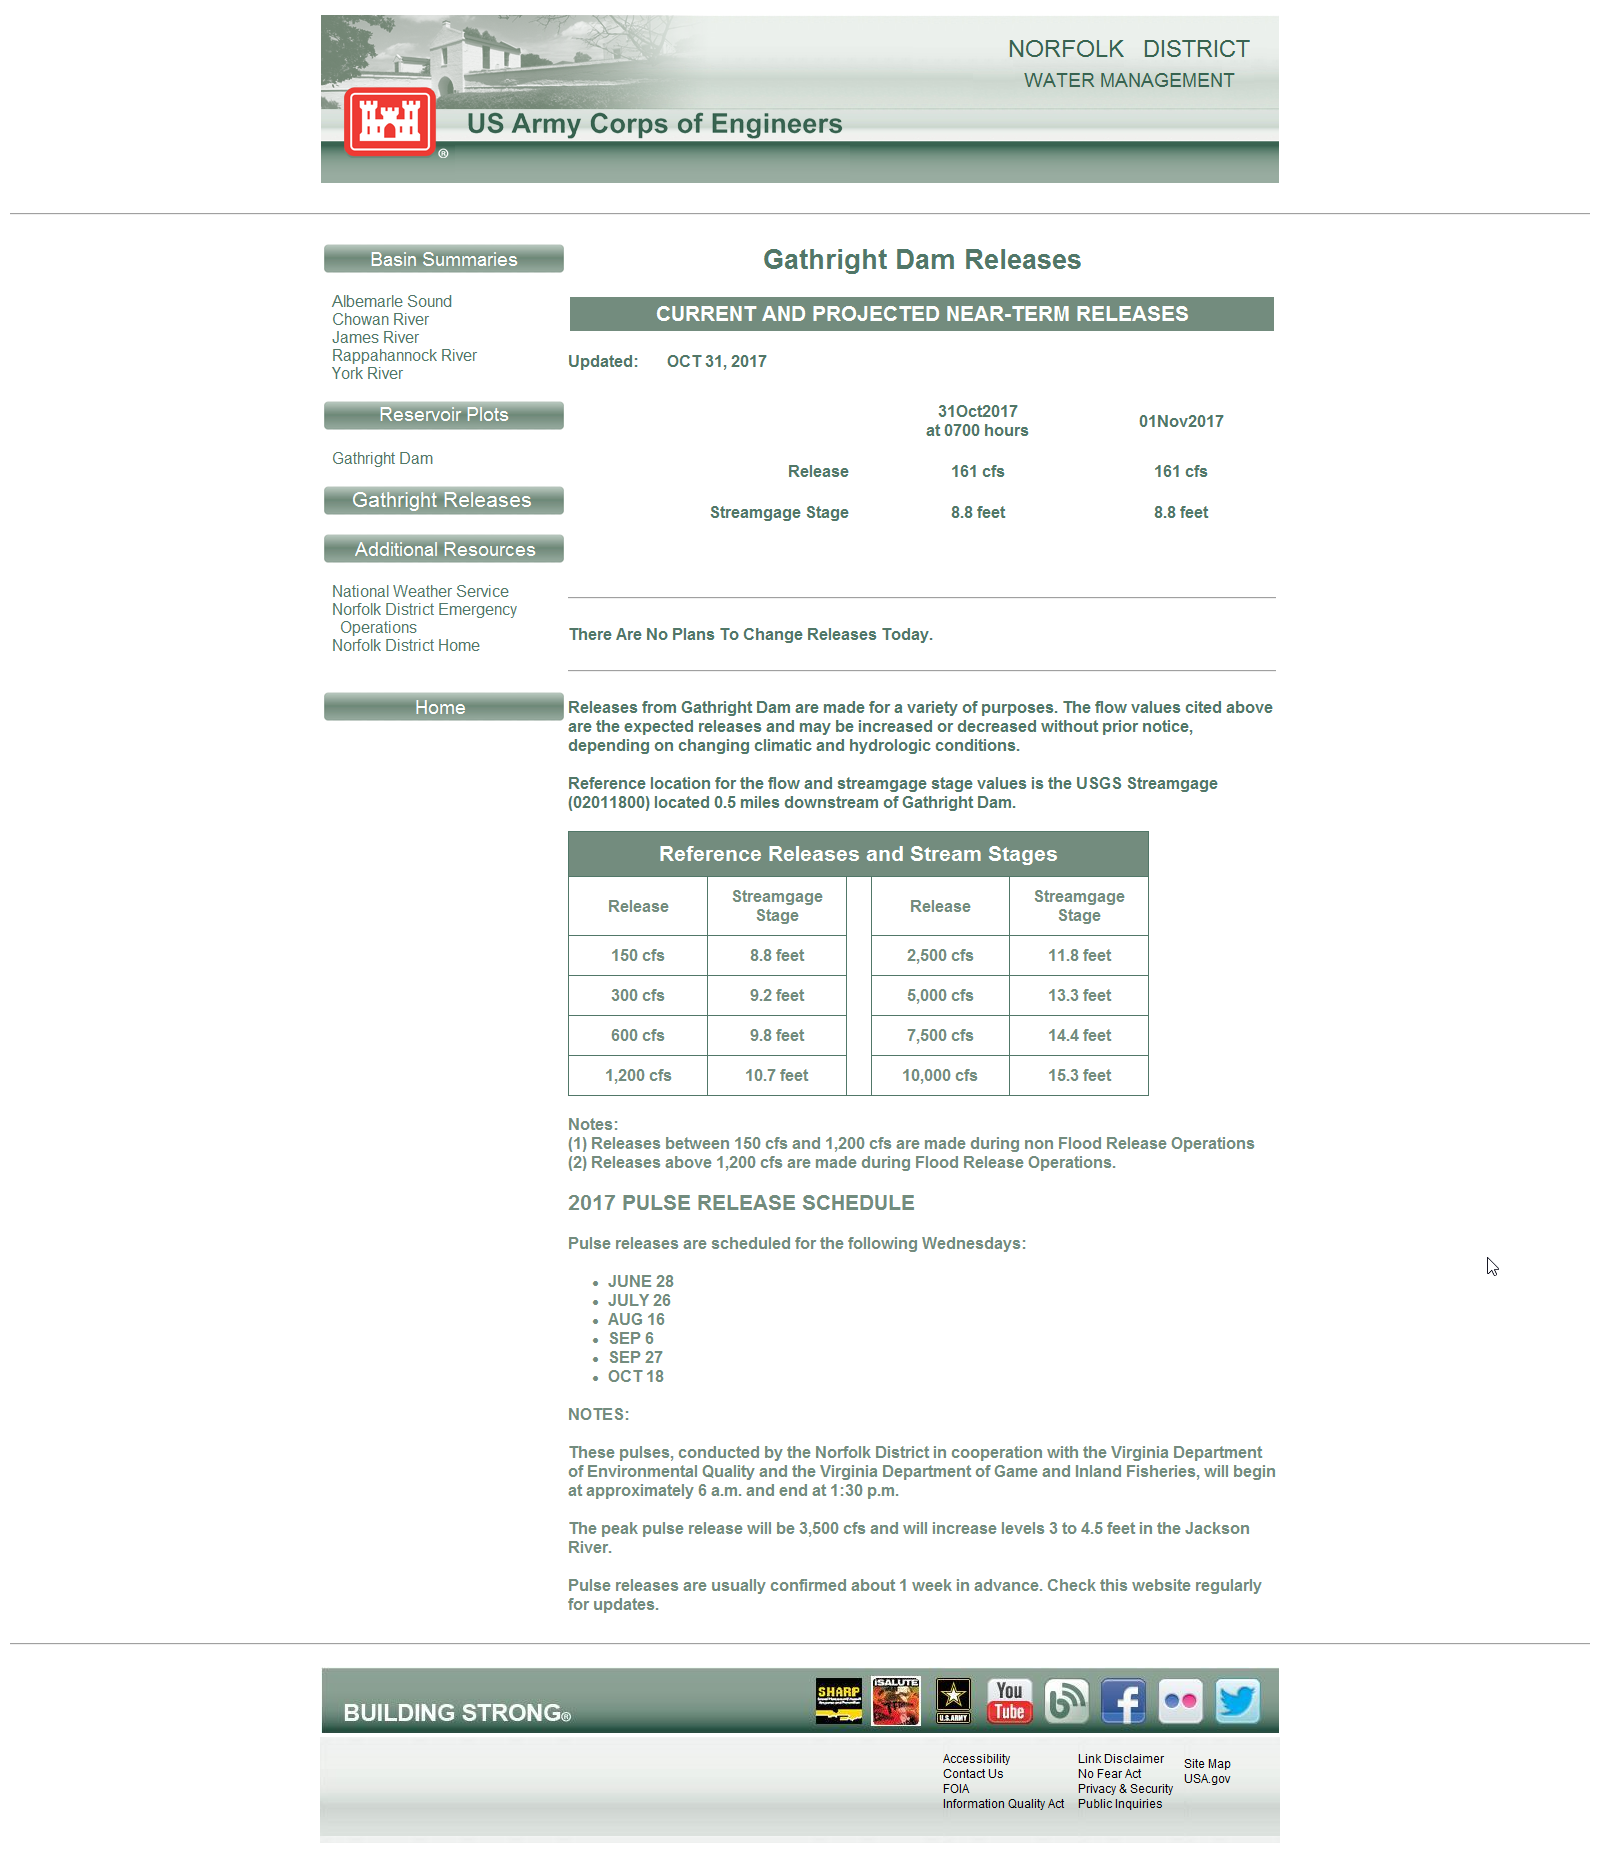 NORFOLK DISTRICT
WATER MANAGEMENT
US Army Corps of Engineers
®
Basin Summaries
Albemarle Sound
Chowan River
James River
Rappahannock River
York River
Reservoir Plots
Gathright Dam
Gathright Releases
Additional Resources
National Weather Service
Norfolk District Emergency
Operations
Norfolk District Home
Home
Gathright Dam Releases
CURRENT AND PROJECTED NEAR-TERM RELEASES
Updated: OCT 31, 2017
31Oct2017
at 0700 hours
01Nov2017
Release 161 cfs 161 cfs
Streamgage Stage 8.8 feet 8.8 feet
There Are No Plans To Change Releases Today.
Releases from Gathright Dam are made for a variety of purposes. The flow values cited above
are the expected releases and may be increased or decreased without prior notice,
depending on changing climatic and hydrologic conditions.
Reference location for the flow and streamgage stage values is the USGS Streamgage
(02011800) located 0.5 miles downstream of Gathright Dam.
Reference Releases and Stream Stages
Release Streamgage Stage Release Streamgage Stage
150 cfs 8.8 feet 2,500 cfs 11.8 feet
300 cfs 9.2 feet 5,000 cfs 13.3 feet
600 cfs 9.8 feet 7,500 cfs 14.4 feet
1,200 cfs 10.7 feet 10,000 cfs 15.3 feet
Notes:
(1) Releases between 150 cfs and 1,200 cfs are made during non Flood Release Operations
(2) Releases above 1,200 cfs are made during Flood Release Operations.
2017 PULSE RELEASE SCHEDULE
Pulse releases are scheduled for the following Wednesdays:
• JUNE 28
• JULY 26
• AUG 16
• SEP 6
• SEP 27
• OCT 18
NOTES:
These pulses, conducted by the Norfolk District in cooperation with the Virginia Department
of Environmental Quality and the Virginia Department of Game and Inland Fisheries, will begin
at approximately 6 a.m. and end at 1:30 p.m.
The peak pulse release will be 3,500 cfs and will increase levels 3 to 4.5 feet in the Jackson
River.
Pulse releases are usually confirmed about 1 week in advance. Check this website regularly
for updates.
BUILDING STRONG®
SHARP
iSALUTE
U.S.ARMY
You
Tube
Accessibility
Contact Us
FOIA
Information Quality Act
Link Disclaimer
No Fear Act
Privacy & Security
Public Inquiries
Site Map
USA.gov